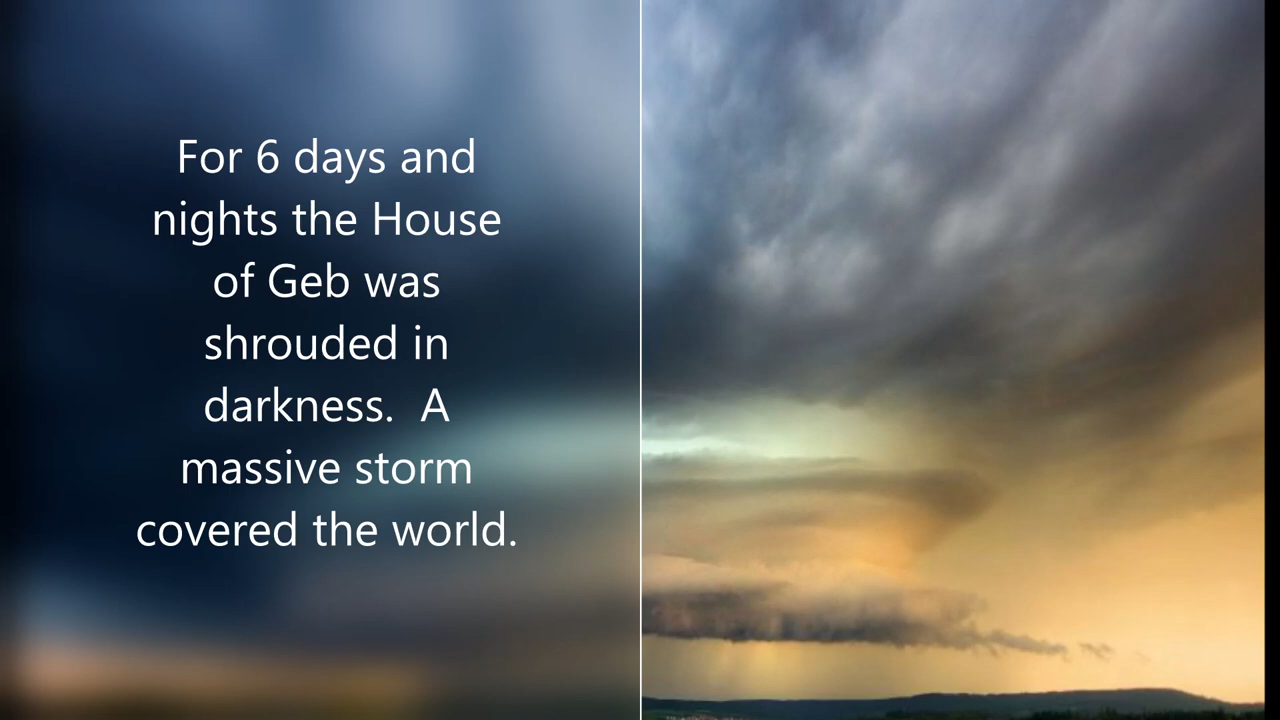 For 6 days and
nights the House
of Geb was
shrouded in
darkness.  A
massive storm
covered the world.